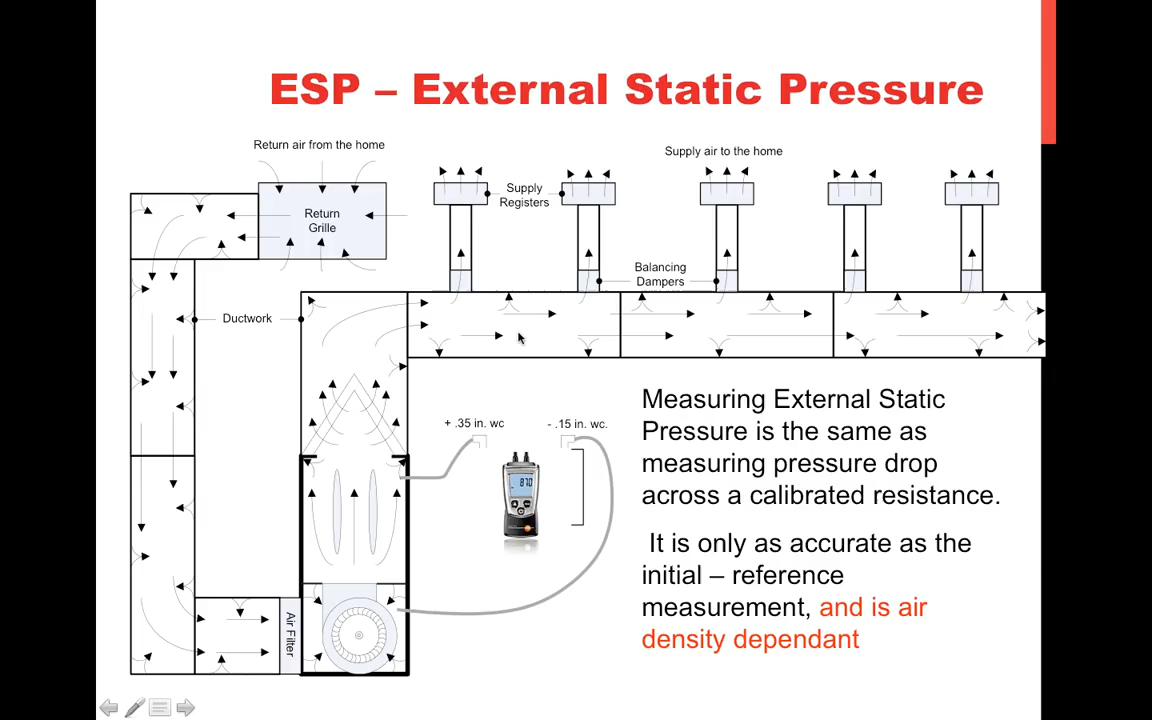 ESP – External Static Pressure
Return air from the home
Supply air to the home
Supply
Registers
Return
Grille
Balancing
Dampers
Ductwork
+ .35 in. wc
- .15 in. wc.
870
Air Filter
Measuring External Static
Pressure is the same as
measuring pressure drop
across a calibrated resistance.
It is only as accurate as the
initial – reference
measurement, and is air
density dependant